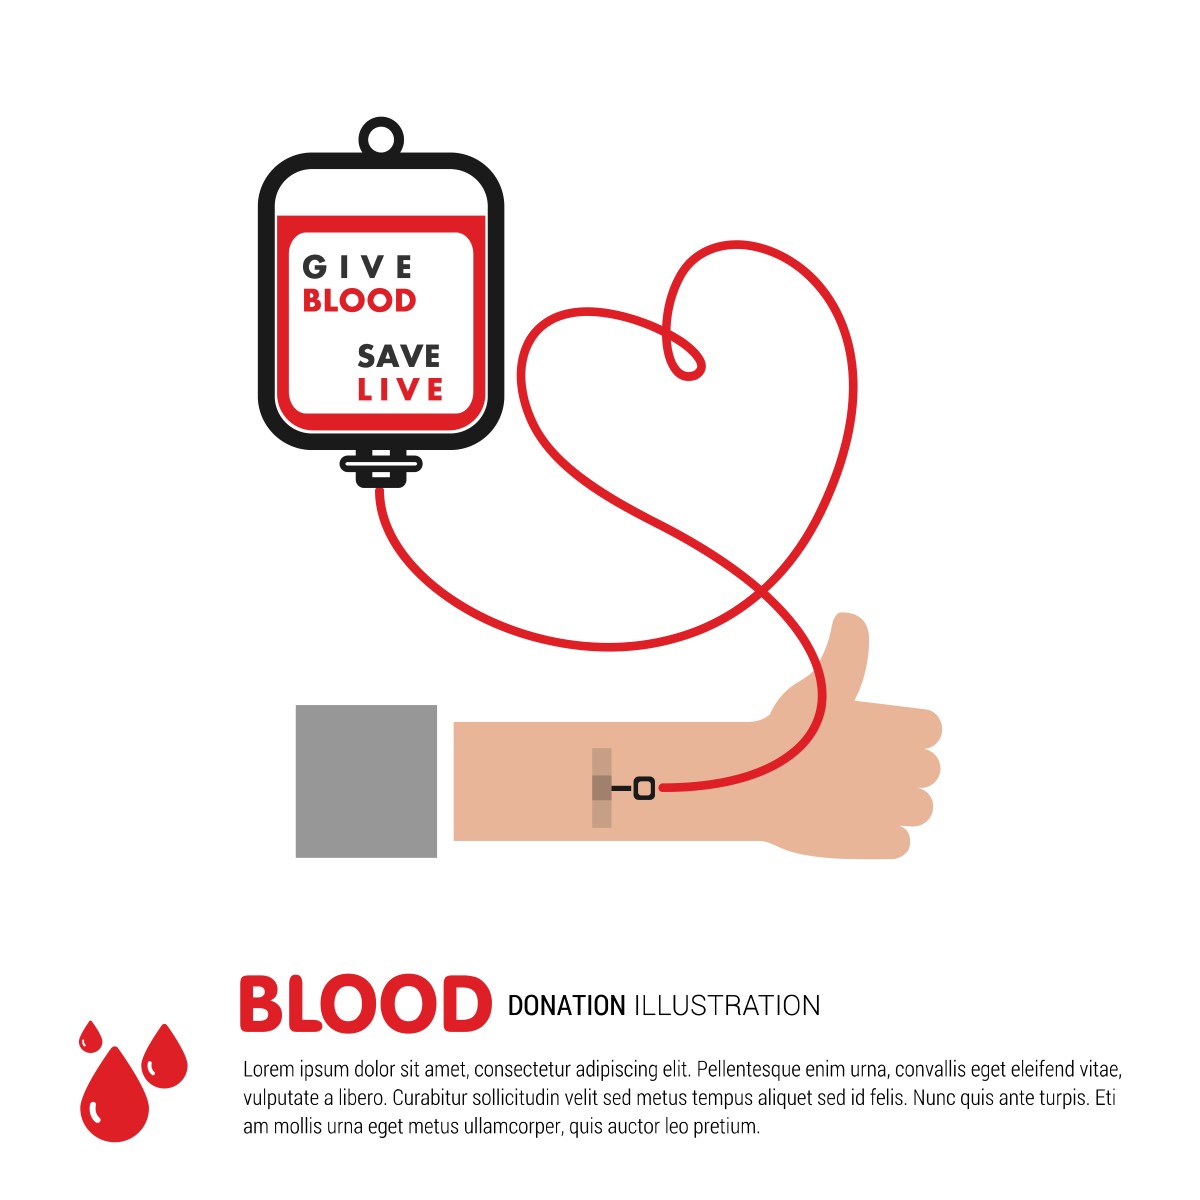 GIVE
BLOOD
SAVE
LIVE
BLOOD DONATION ILLUSTRATION
Lorem ipsum dolor sit amet, consectetur adipiscing elit. Pellentesque enim urna, convallis eget eleifend vitae,
vulputate a libero. Curabitur sollicitudin velit sed metus tempus aliquet sed id felis. Nunc quis ante turpis. Eti
am mollis urna eget metus ullamcorper, quis auctor leo pretium.